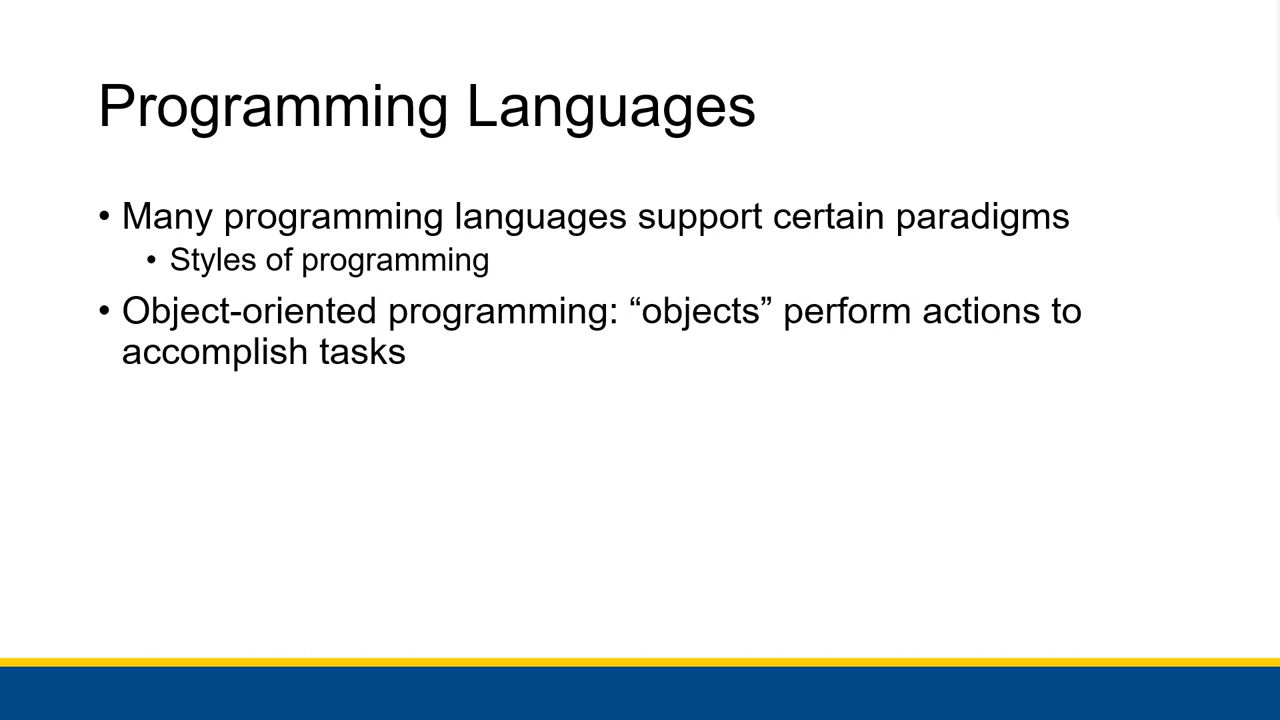 Programming Languages
• Many programming languages support certain paradigms
• Styles of programming
• Object-oriented programming: “objects” perform actions to
accomplish tasks